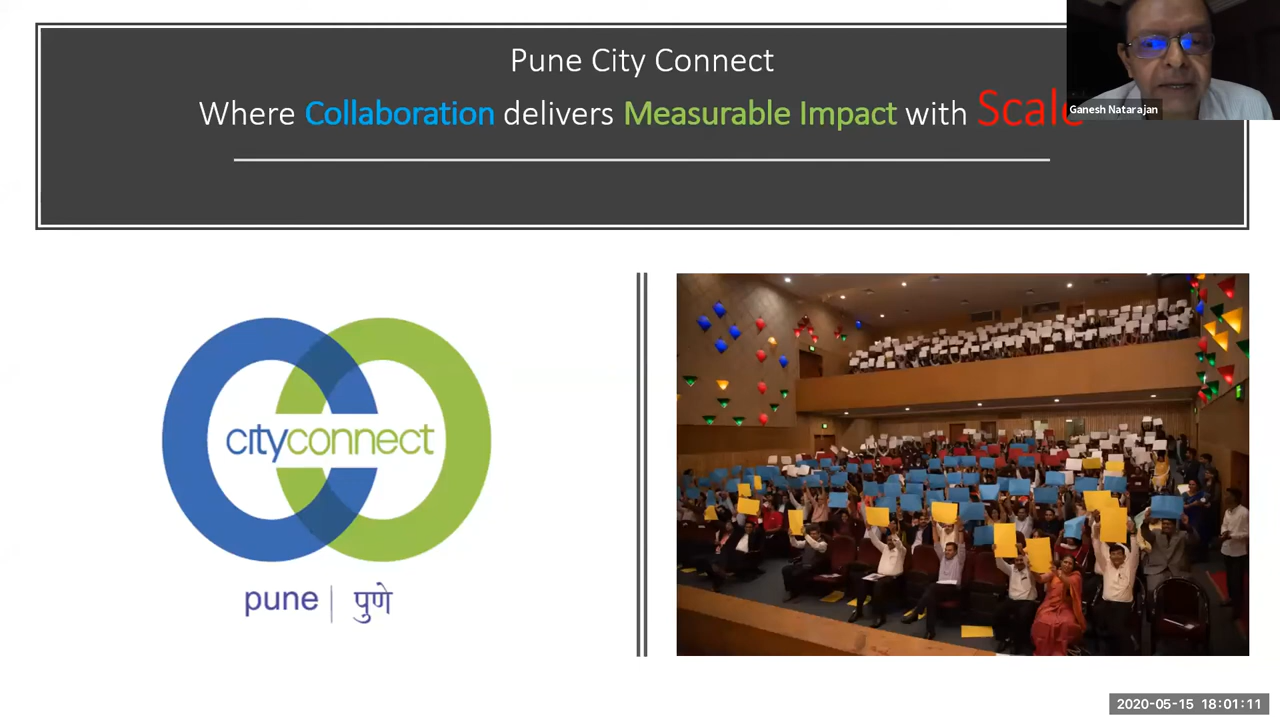 Pune City Connect
Where Collaboration delivers Measurable Impact with Scale
Ganesh Natarajan
cityconnect
pune | पुणे
2020-05-15 18:01:11